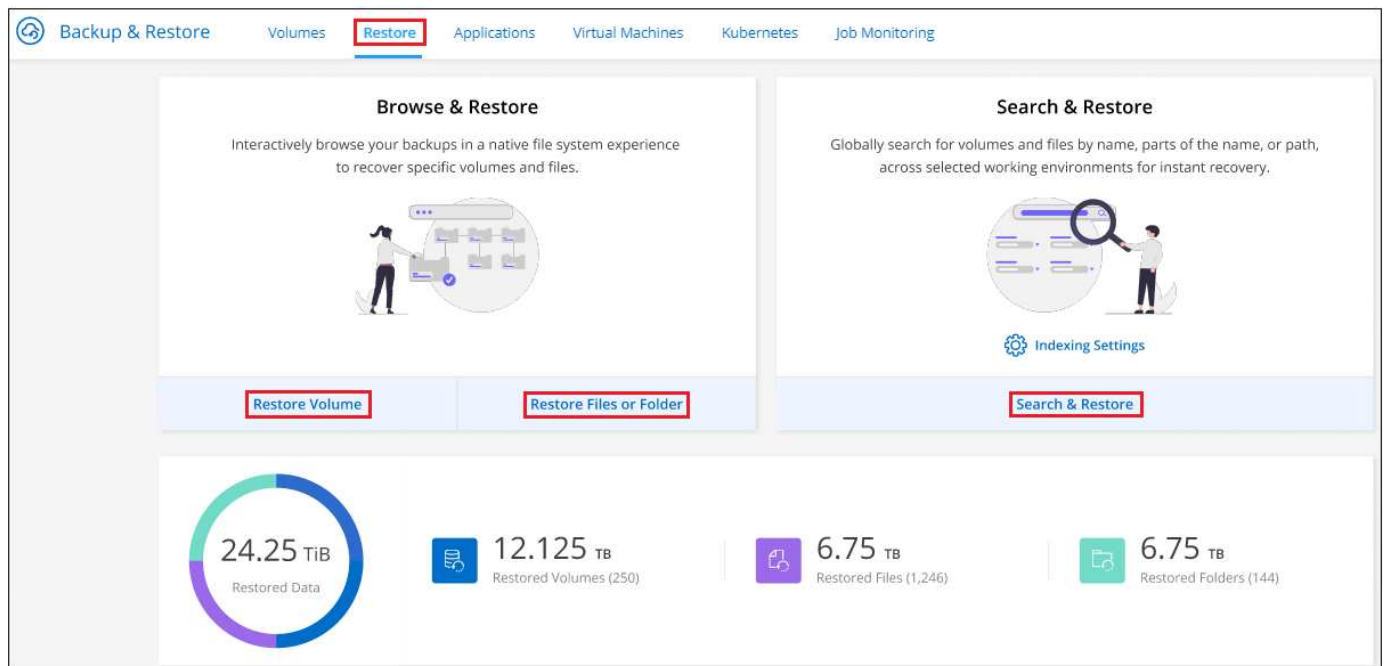 Backup & Restore
Volumes
Restore
Applications
Virtual Machines
Kubernetes
Job Monitoring
Browse & Restore
Interactively browse your backups in a native file system experience
to recover specific volumes and files.
Restore Volume
Restore Files or Folder
Search & Restore
Globally search for volumes and files by name, parts of the name, or path,
across selected working environments for instant recovery.
Indexing Settings
Search & Restore
24.25 TiB
Restored Data
12.125 TB
Restored Volumes (250)
6.75 TB
Restored Files (1,246)
6.75 TB
Restored Folders (144)